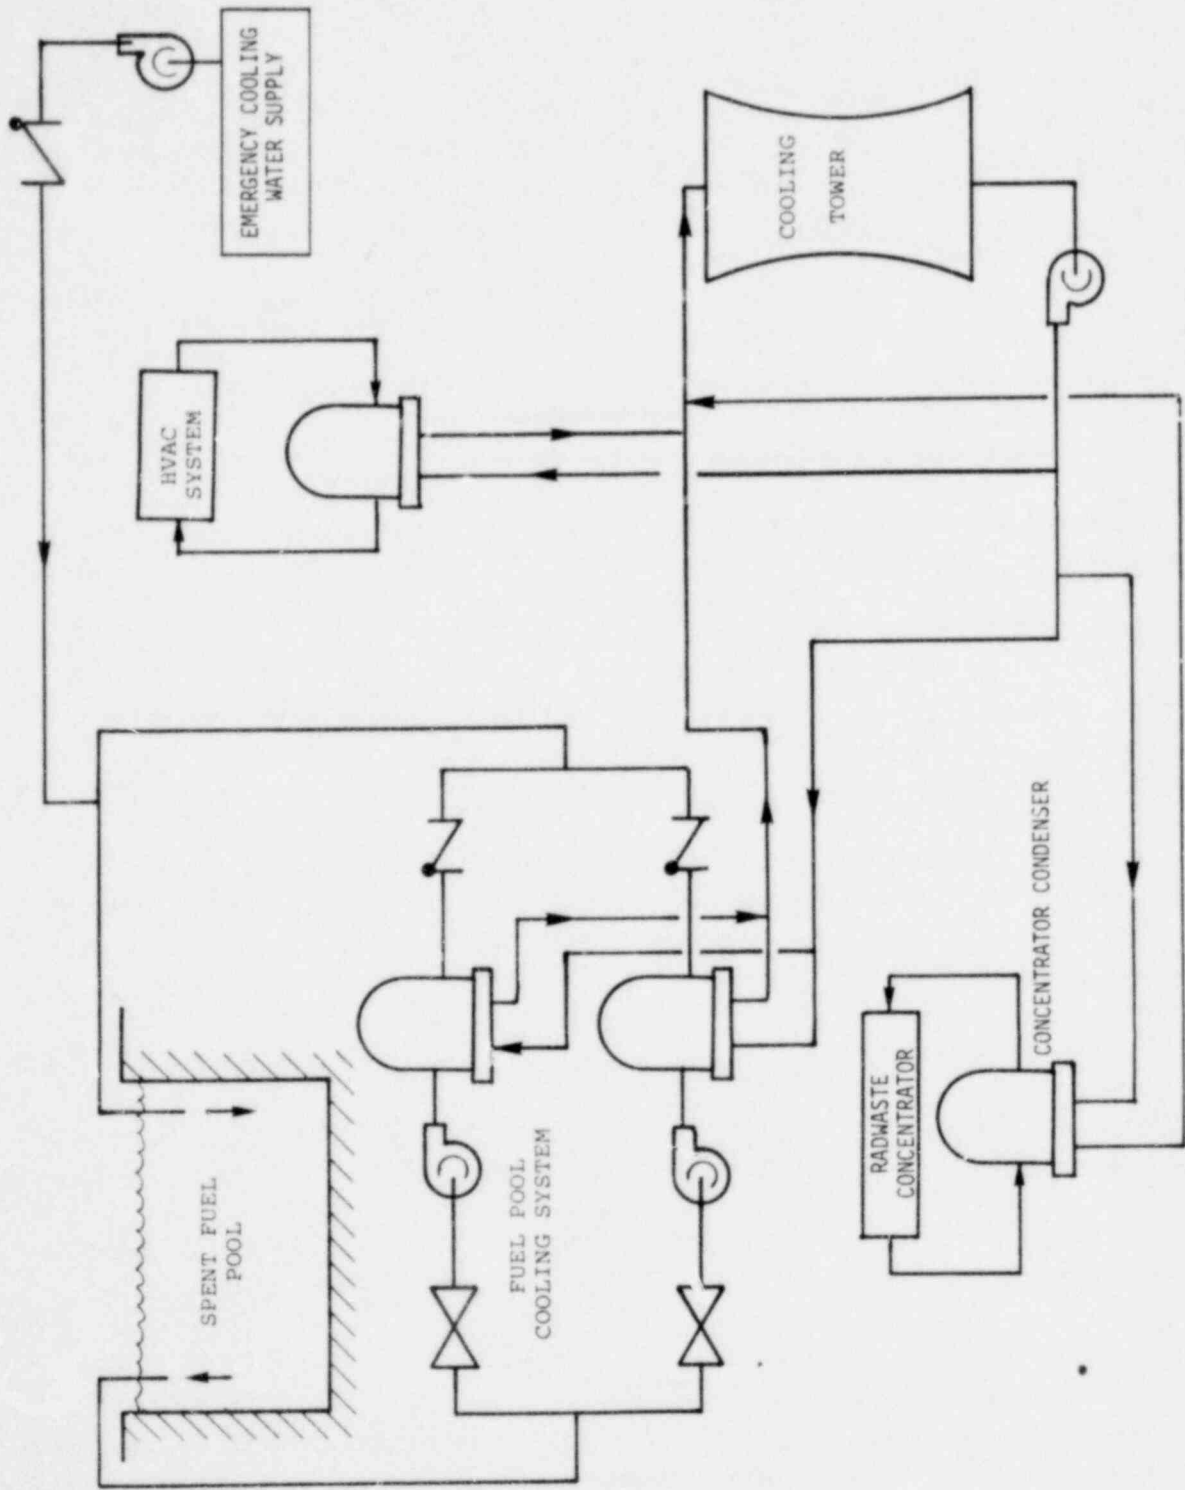 SPENT FUEL
POOL
FUEL POOL
COOLING SYSTEM
HVAC
SYSTEM
EMERGENCY COOLING
WATER SUPPLY
COOLING
TOWER
RADWASTE
CONCENTRATOR
CONCENTRATOR CONDENSER